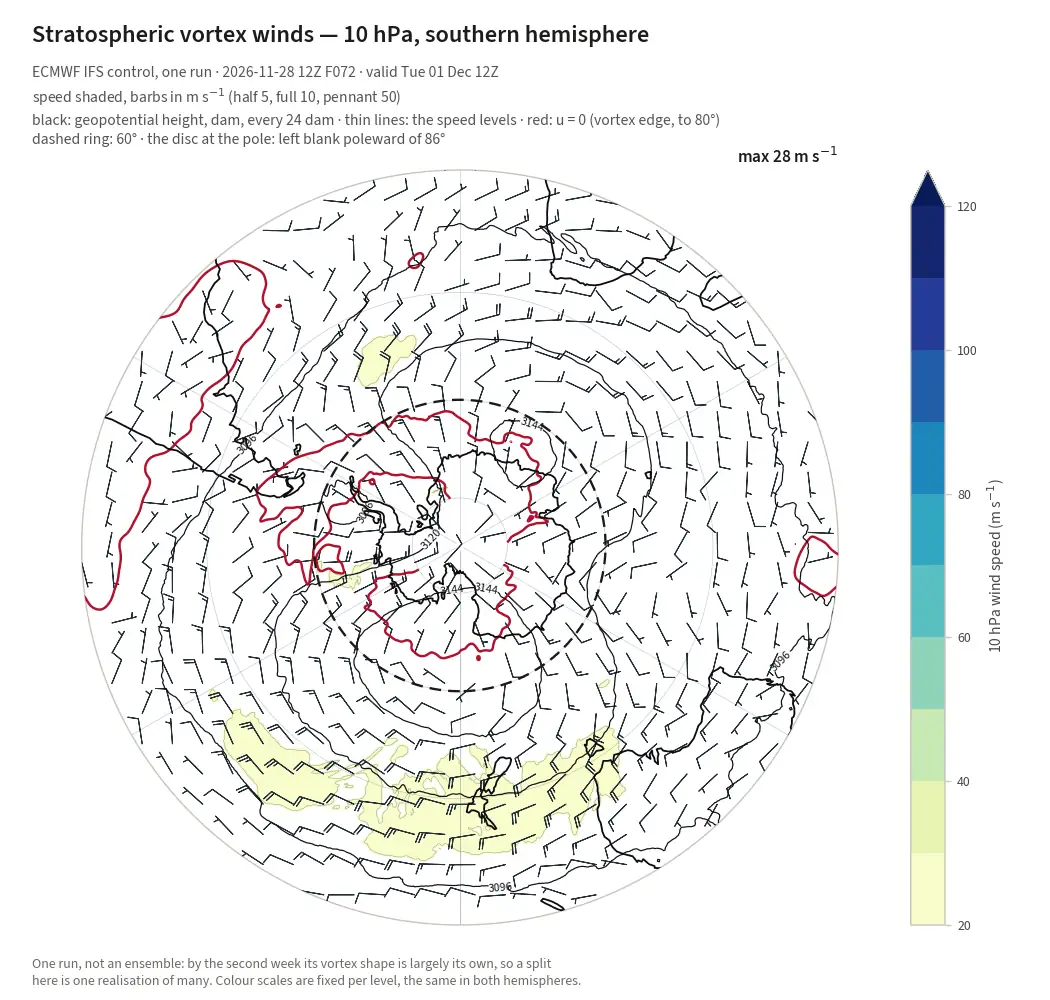 Stratospheric vortex winds — 10 hPa, southern hemisphere
ECMWF IFS control, one run · 2026-11-28 12Z F072 · valid Tue 01 Dec 12Z
speed shaded, barbs in m s⁻¹ (half 5, full 10, pennant 50)
black: geopotential height, dam, every 24 dam · thin lines: the speed levels · red: u = 0 (vortex edge, to 80°)
dashed ring: 60° · the disc at the pole: left blank poleward of 86°
max 28 m s⁻¹
120
100
80
60
40
20
10 hPa wind speed (m s⁻¹)
3144
3096
3096
3120
3144
3144
3096
3096
One run, not an ensemble: by the second week its vortex shape is largely its own, so a split
here is one realisation of many. Colour scales are fixed per level, the same in both hemispheres.